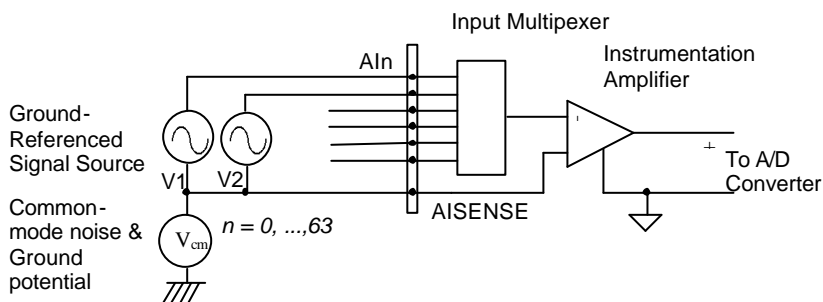 Input Multipexer
AIn
Instrumentation
Amplifier
Ground-
Referenced
Signal Source
V1
V2
+
To A/D
Converter
AISENSE
Common-
mode noise &
Ground
potential
Vcm
n = 0, ...,63